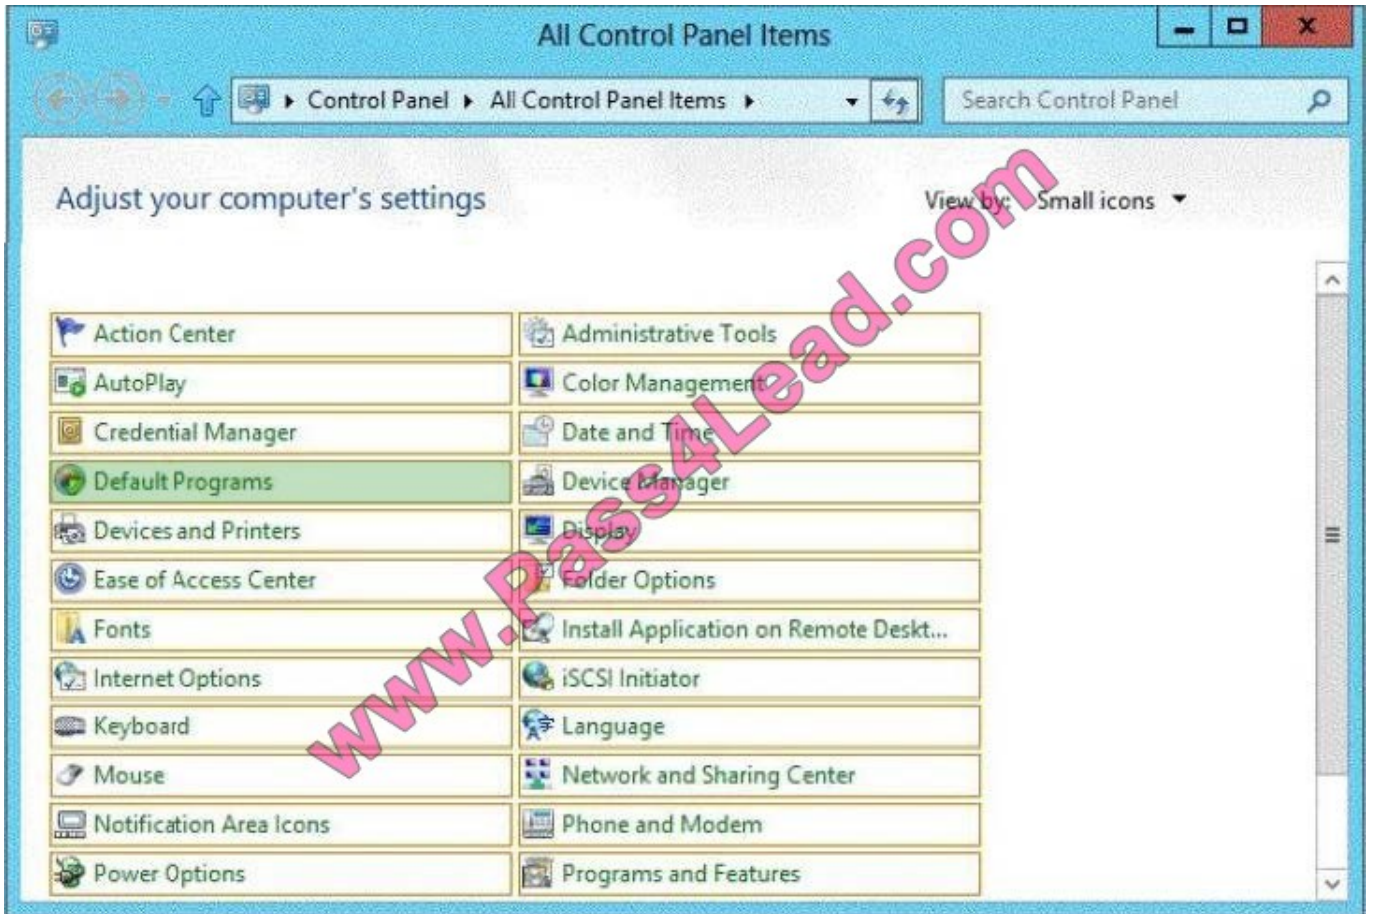 All Control Panel Items
Control Panel All Control Panel Items
Search Control Panel
Adjust your computer's settings
View by: Small icons
Action Center
Administrative Tools
AutoPlay
Color Management
Credential Manager
Date and Time
Default Programs
Device Manager
Devices and Printers
Display
Ease of Access Center
Folder Options
Fonts
Install Application on Remote Deskt...
Internet Options
iSCSI Initiator
Keyboard
Language
Mouse
Network and Sharing Center
Notification Area Icons
Phone and Modem
Power Options
Programs and Features
www.Pass4Lead.com